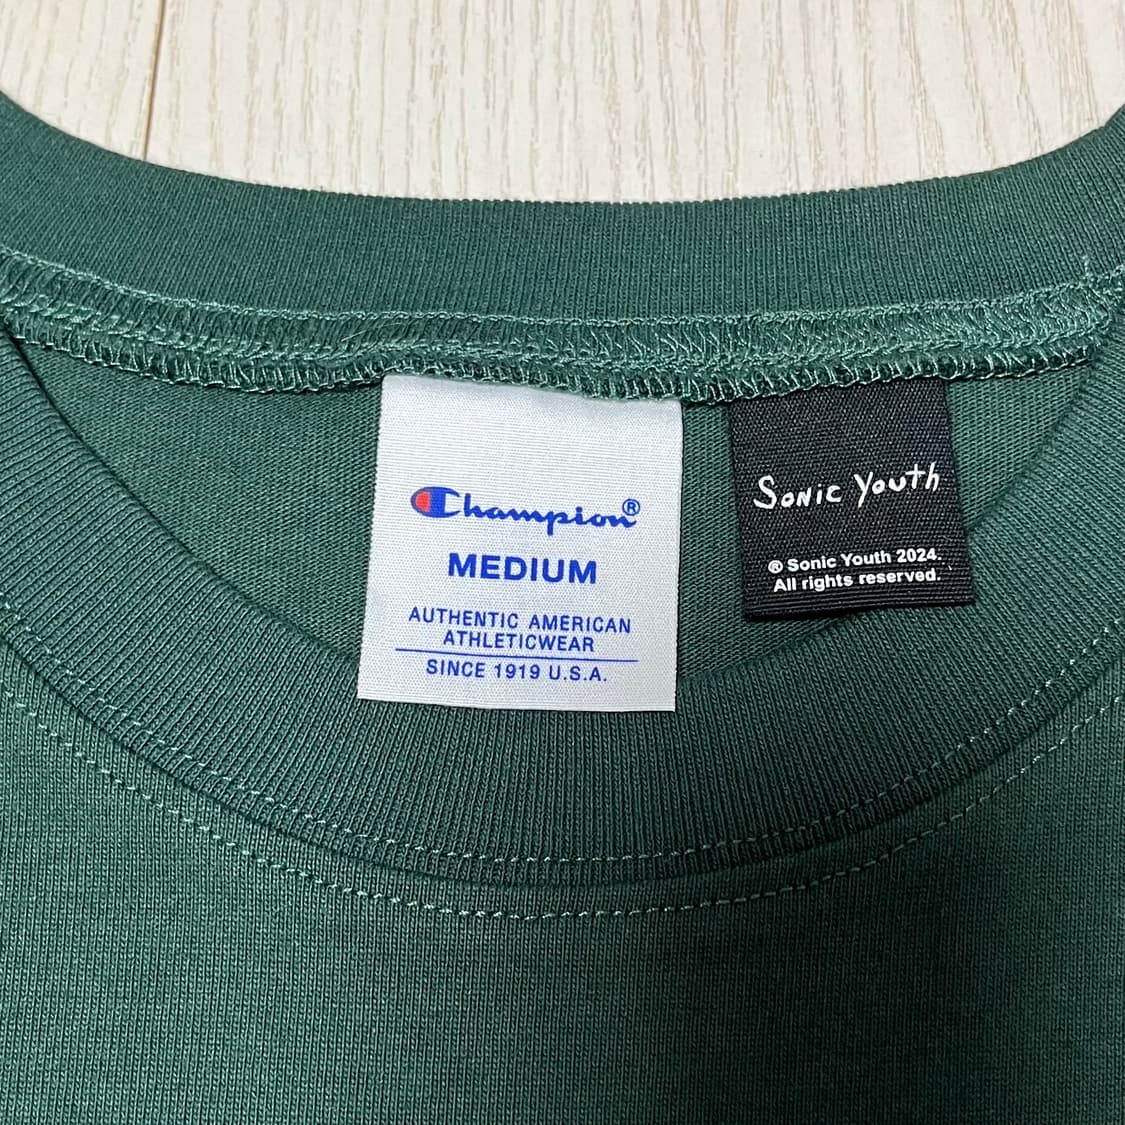 Champion®
MEDIUM
AUTHENTIC AMERICAN
ATHLETICWEAR
SINCE 1919 U.S.A.
Sonic Youth
® Sonic Youth 2024.
All rights reserved.